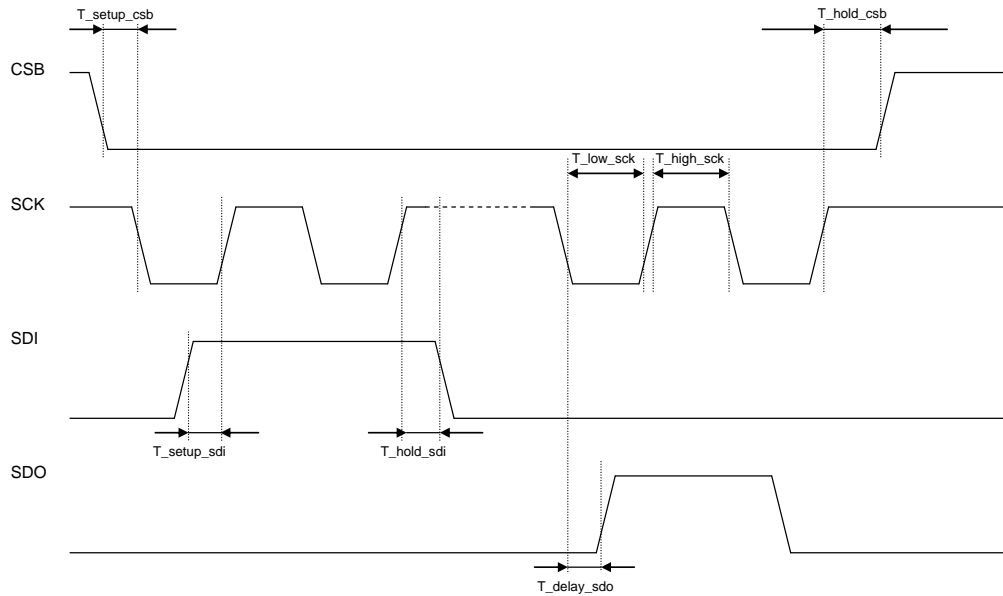 T_setup_csb
T_hold_csb
CSB
T_low_sck
T_high_sck
SCK
SDI
T_setup_sdi
T_hold_sdi
SDO
T_delay_sdo